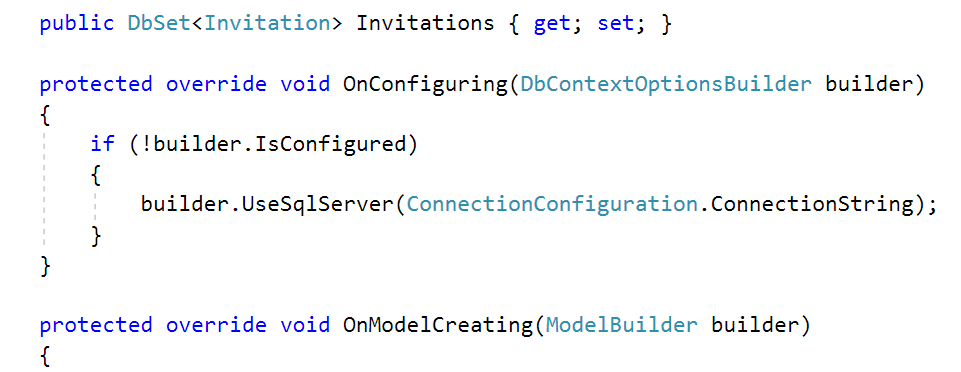 public DbSet<Invitation> Invitations { get; set; }
protected override void OnConfiguring(DbContextOptionsBuilder builder)
{
if (!builder.IsConfigured)
{
builder.UseSqlServer(ConnectionConfiguration.ConnectionString);
}
}
protected override void OnModelCreating(ModelBuilder builder)
{